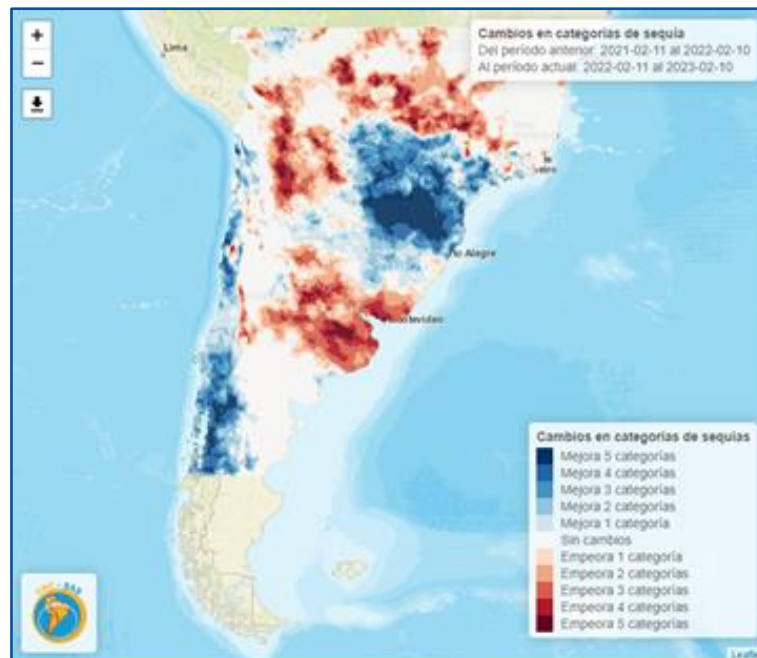 +
−
Lima
Cambios en categorías de sequía
Del período anterior: 2021-02-11 al 2022-02-10
Al período actual: 2022-02-11 al 2023-02-10
Alegre
Montevideo
Cambios en categorías de sequías
Mejora 5 categorías
Mejora 4 categorías
Mejora 3 categorías
Mejora 2 categorías
Mejora 1 categoría
Sin cambios
Empeora 1 categoría
Empeora 2 categorías
Empeora 3 categorías
Empeora 4 categorías
Empeora 5 categorías
CRC - SAS
Leafle